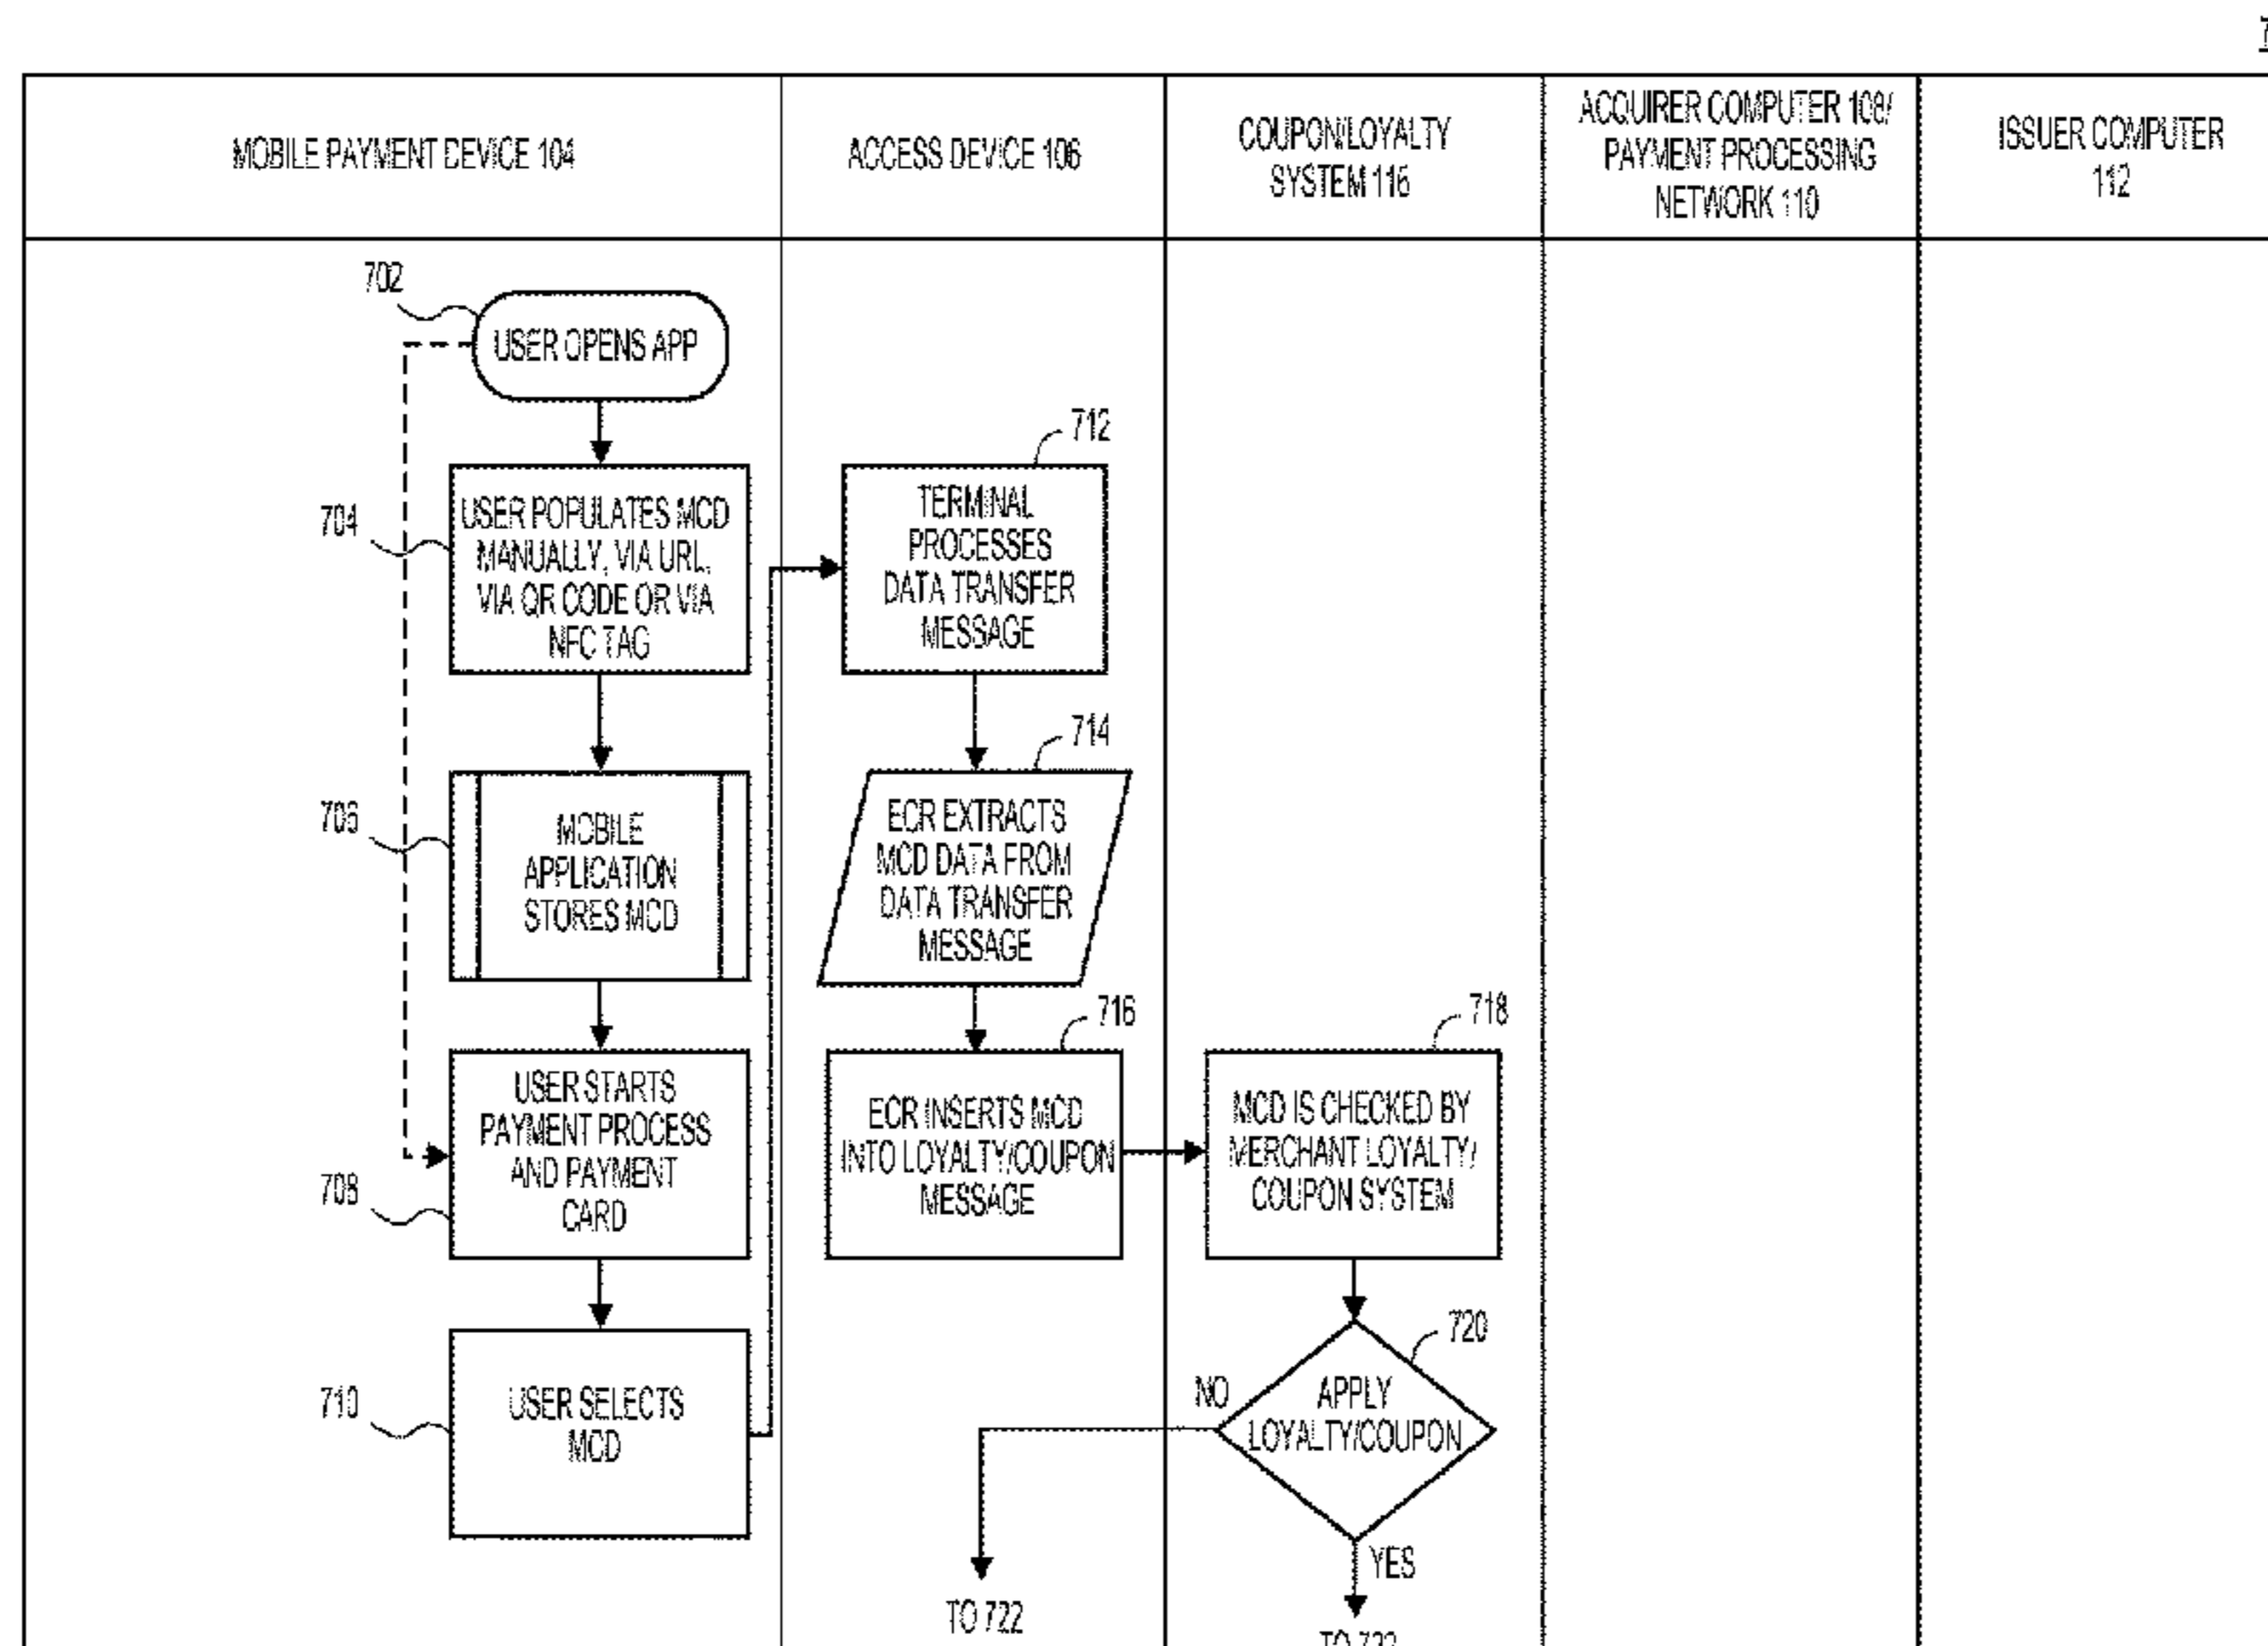 MOBILE PAYMENT DEVICE 104
ACCESS DEVICE 106
COUPON/LOYALTY
SYSTEM 116
ACQUIRER COMPUTER 108/
PAYMENT PROCESSING
NETWORK 110
ISSUER COMPUTER
112
702
USER OPENS APP
704
USER POPULATES MCD
MANUALLY, VIA URL,
VIA QR CODE OR VIA
NFC TAG
706
MOBILE
APPLICATION
STORES MCD
708
USER STARTS
PAYMENT PROCESS
AND PAYMENT
CARD
710
USER SELECTS
MCD
712
TERMINAL
PROCESSES
DATA TRANSFER
MESSAGE
714
ECR EXTRACTS
MCD DATA FROM
DATA TRANSFER
MESSAGE
716
ECR INSERTS MCD
INTO LOYALTY/COUPON
MESSAGE
718
MCD IS CHECKED BY
MERCHANT LOYALTY/
COUPON SYSTEM
720
APPLY
LOYALTY/COUPON
NO
YES
TO 722